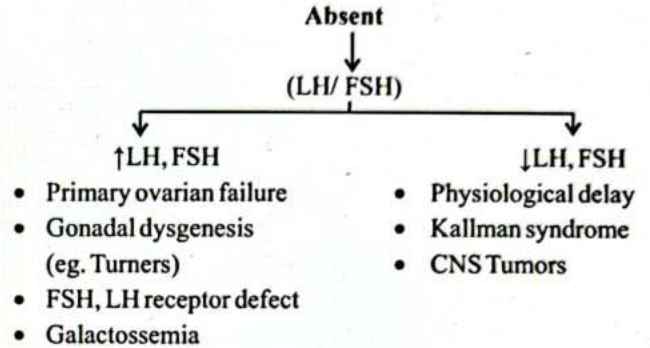 Absent
(LH/ FSH)
↑LH, FSH
• Primary ovarian failure
• Gonadal dysgenesis
(eg. Turners)
• FSH, LH receptor defect
• Galactossemia
↓LH, FSH
• Physiological delay
• Kallman syndrome
• CNS Tumors